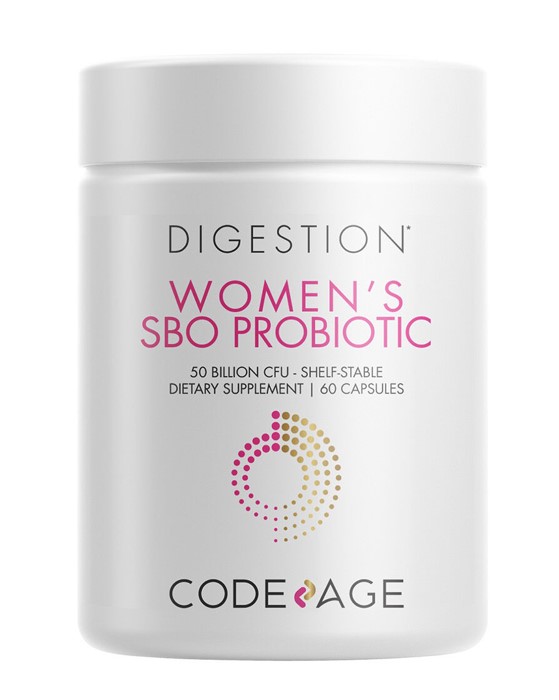 DIGESTION*
WOMEN'S
SBO PROBIOTIC
50 BILLION CFU - SHELF-STABLE
DIETARY SUPPLEMENT | 60 CAPSULES
CODEAGE